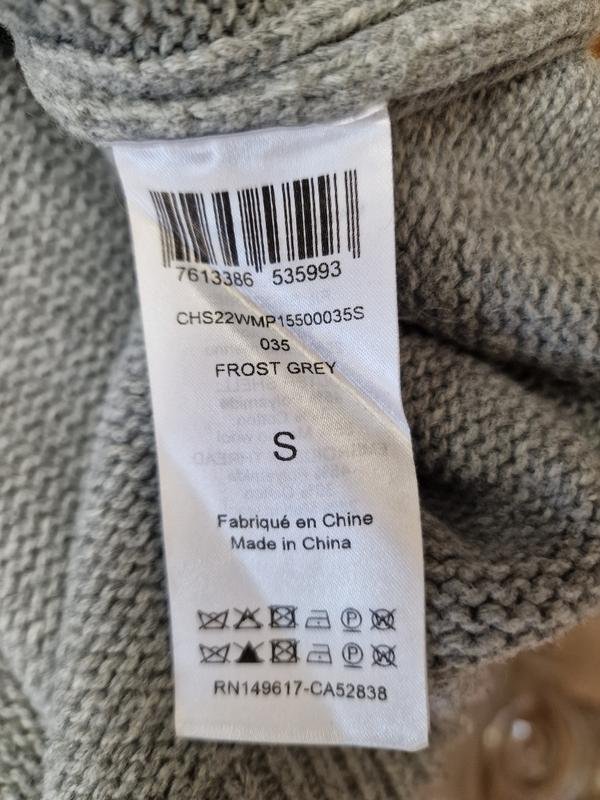 7613386 535993
CHS22WMP15500035S
035
FROST GREY
S
Fabriqué en Chine
Made in China
RN149617-CA52838